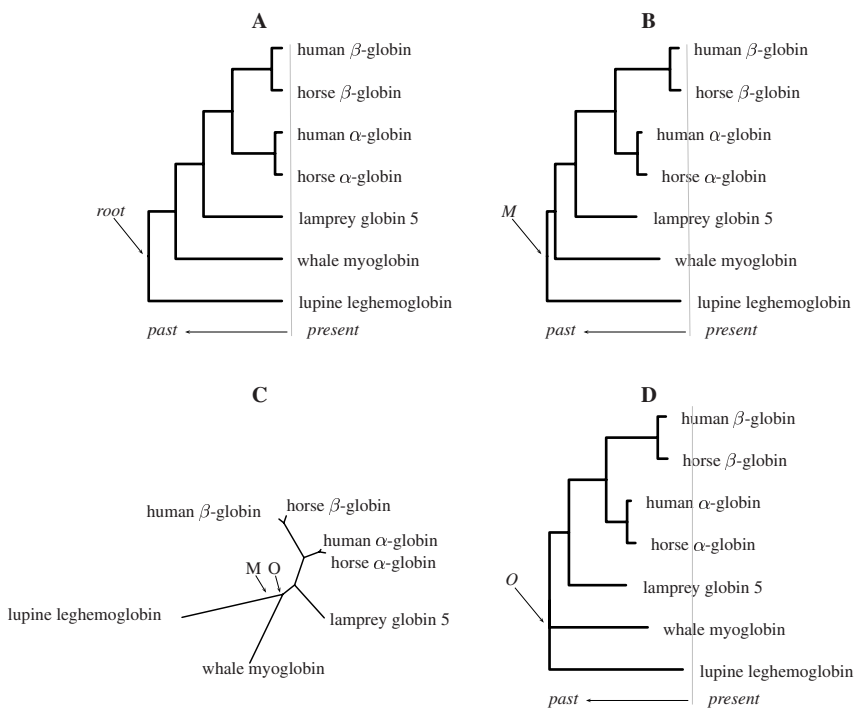 A
human β-globin
horse β-globin
human α-globin
horse α-globin
root
lamprey globin 5
whale myoglobin
lupine leghemoglobin
past
present
B
human β-globin
horse β-globin
human α-globin
horse α-globin
M
lamprey globin 5
whale myoglobin
lupine leghemoglobin
past
present
C
horse β-globin
human β-globin
human α-globin
horse α-globin
M O
lupine leghemoglobin
lamprey globin 5
whale myoglobin
D
human β-globin
horse β-globin
human α-globin
horse α-globin
O
lamprey globin 5
whale myoglobin
lupine leghemoglobin
past
present